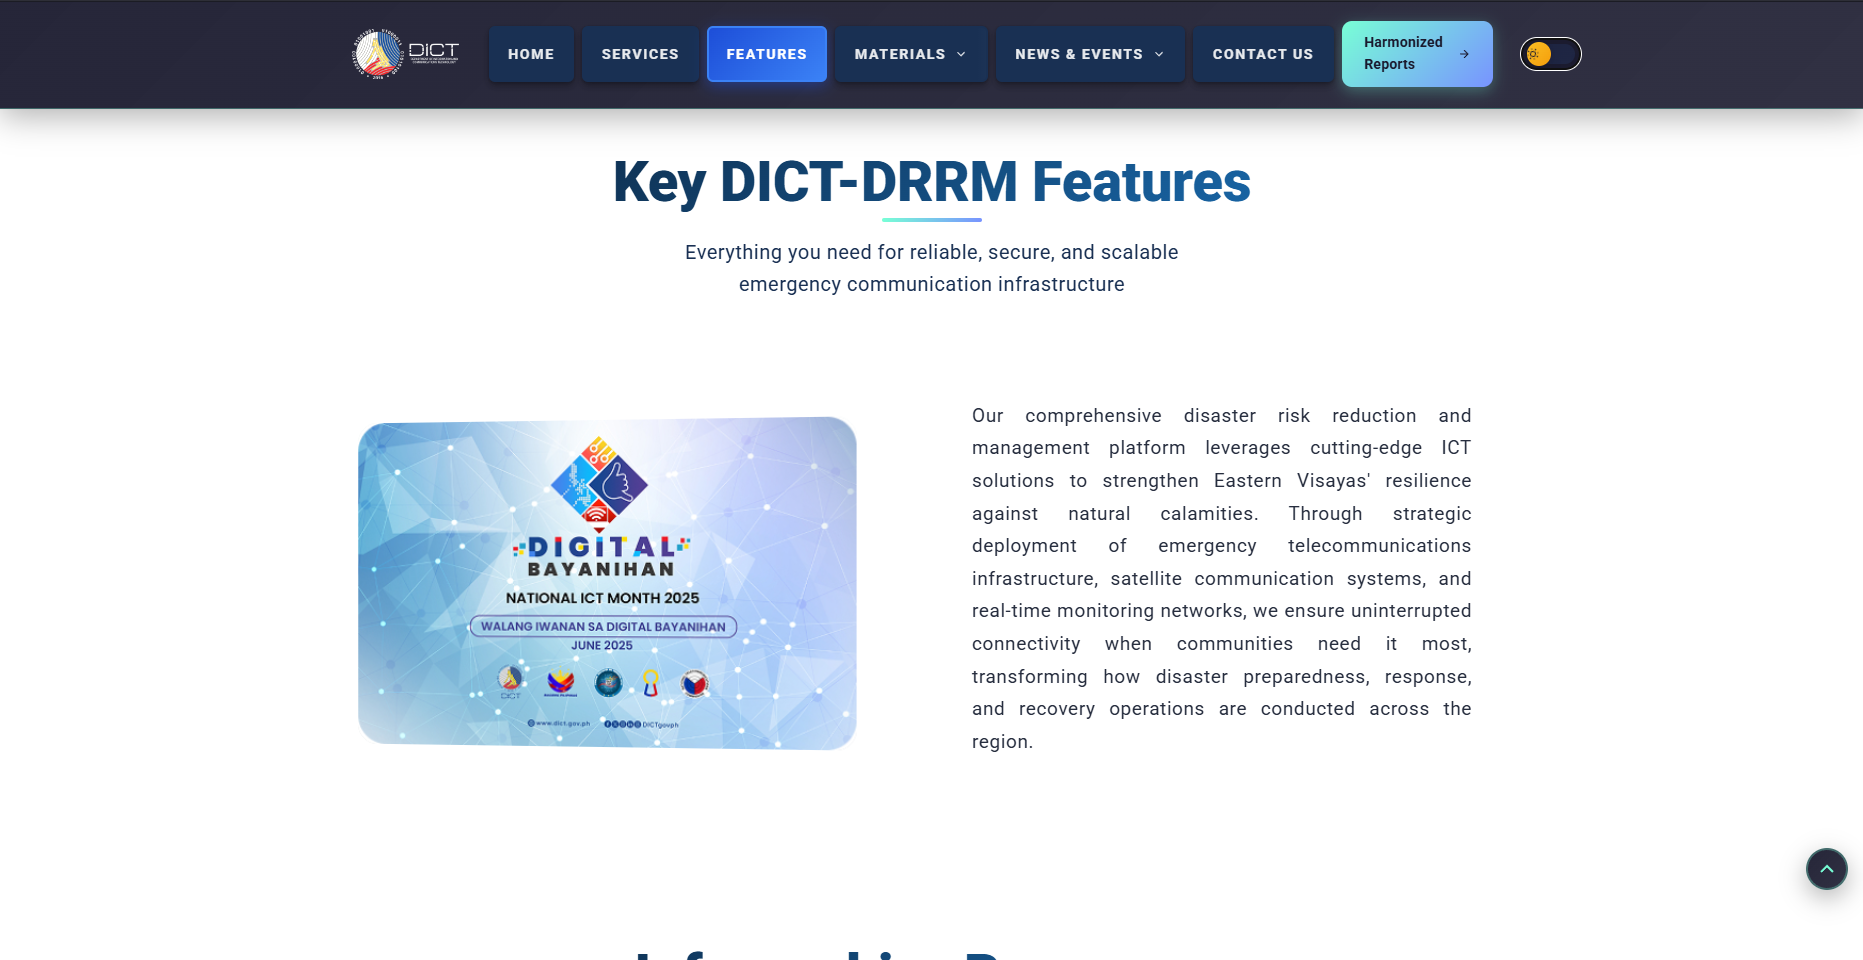 DICT
HOME
SERVICES
FEATURES
MATERIALS
NEWS & EVENTS
CONTACT US
Harmonized
Reports
Key DICT-DRRM Features
Everything you need for reliable, secure, and scalable
emergency communication infrastructure
DIGITAL
BAYANIHAN
NATIONAL ICT MONTH 2025
WALANG IWANAN SA DIGITAL BAYANIHAN
JUNE 2025
DICT
www.dict.gov.ph
DICTgovph
Our comprehensive disaster risk reduction and
management platform leverages cutting-edge ICT
solutions to strengthen Eastern Visayas' resilience
against natural calamities. Through strategic
deployment of emergency telecommunications
infrastructure, satellite communication systems, and
real-time monitoring networks, we ensure uninterrupted
connectivity when communities need it most,
transforming how disaster preparedness, response,
and recovery operations are conducted across the
region.